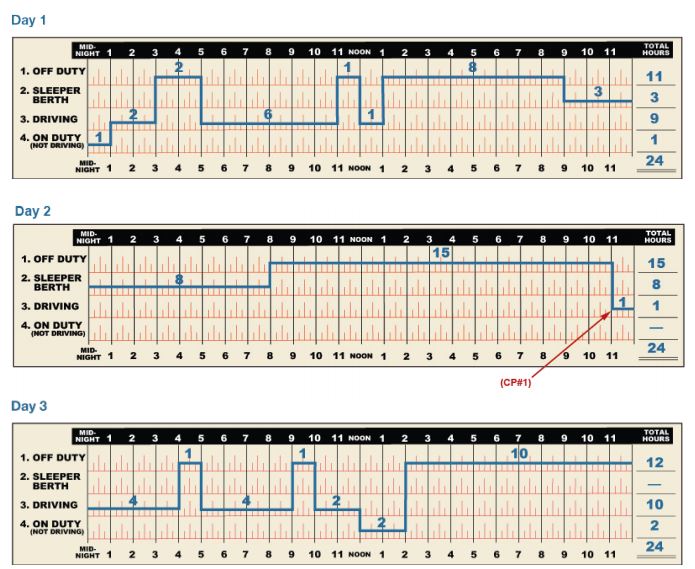 Day 1
MID-NIGHT 1 2 3 4 5 6 7 8 9 10 11 NOON 1 2 3 4 5 6 7 8 9 10 11 TOTAL HOURS
1. OFF DUTY 2 1 8 11
2. SLEEPER BERTH 3 3
3. DRIVING 2 6 1 9
4. ON DUTY (NOT DRIVING) 1 1
24
MID-NIGHT 1 2 3 4 5 6 7 8 9 10 11 NOON 1 2 3 4 5 6 7 8 9 10 11
Day 2
MID-NIGHT 1 2 3 4 5 6 7 8 9 10 11 NOON 1 2 3 4 5 6 7 8 9 10 11 TOTAL HOURS
1. OFF DUTY 15 15
2. SLEEPER BERTH 8 8
3. DRIVING 1 1
4. ON DUTY (NOT DRIVING) —
24
MID-NIGHT 1 2 3 4 5 6 7 8 9 10 11 NOON 1 2 3 4 5 6 7 8 9 10 11
(CP#1)
Day 3
MID-NIGHT 1 2 3 4 5 6 7 8 9 10 11 NOON 1 2 3 4 5 6 7 8 9 10 11 TOTAL HOURS
1. OFF DUTY 1 1 10 12
2. SLEEPER BERTH —
3. DRIVING 4 4 2 10
4. ON DUTY (NOT DRIVING) 2 2
24
MID-NIGHT 1 2 3 4 5 6 7 8 9 10 11 NOON 1 2 3 4 5 6 7 8 9 10 11